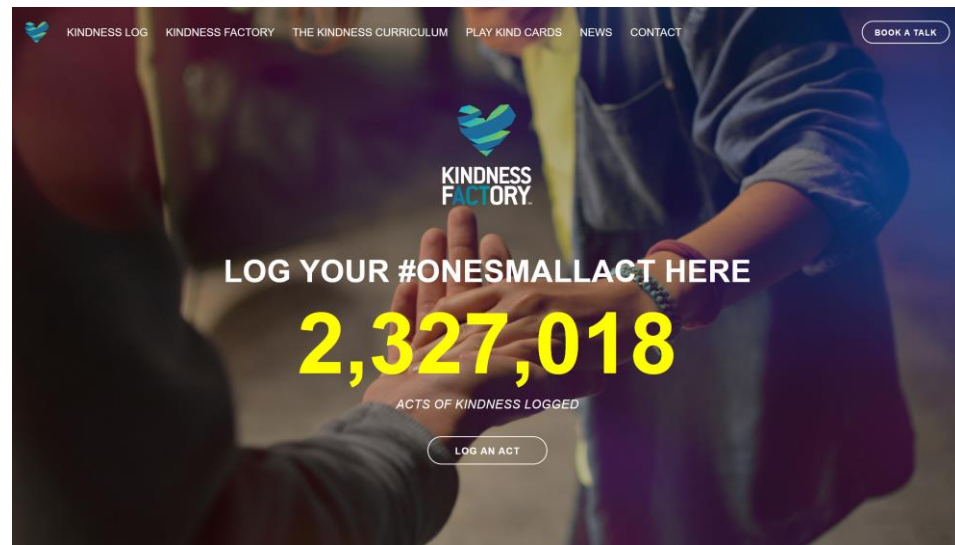 KINDNESS LOG KINDNESS FACTORY THE KINDNESS CURRICULUM PLAY KIND CARDS NEWS CONTACT BOOK A TALK
KINDNESS
FACTORY
LOG YOUR #ONESMALLACT HERE
2,327,018
ACTS OF KINDNESS LOGGED
LOG AN ACT